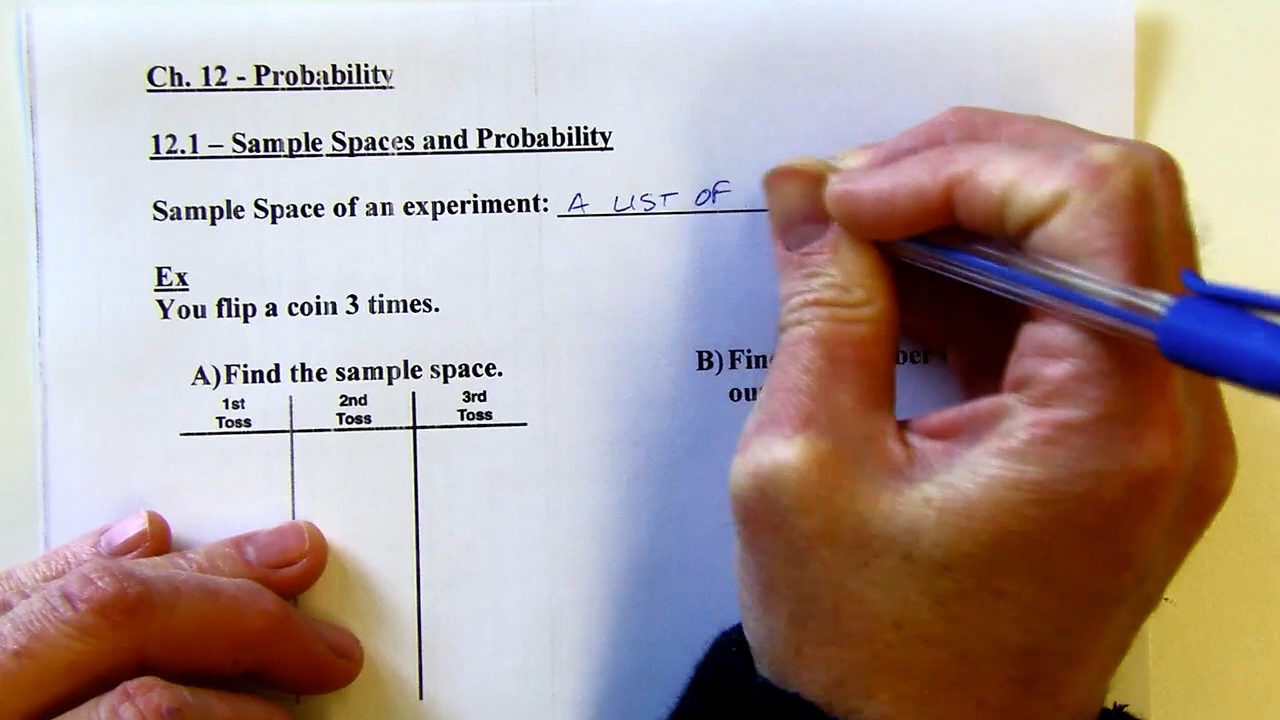 Ch. 12 - Probability
12.1 – Sample Spaces and Probability
Sample Space of an experiment: A LIST OF
Ex
You flip a coin 3 times.
A) Find the sample space.
B)
1st Toss
2nd Toss
3rd Toss